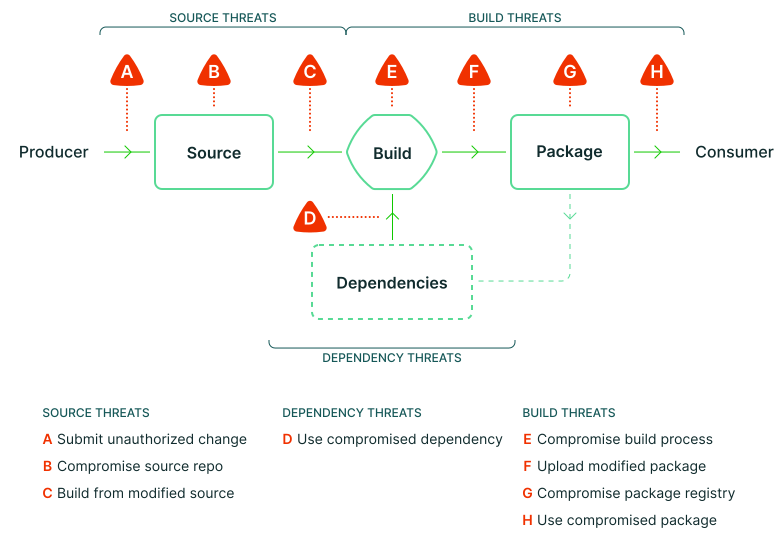 SOURCE THREATS
BUILD THREATS
A
B
C
E
F
G
H
Producer
Source
Build
Package
Consumer
D
Dependencies
DEPENDENCY THREATS
SOURCE THREATS
A Submit unauthorized change
B Compromise source repo
C Build from modified source
DEPENDENCY THREATS
D Use compromised dependency
BUILD THREATS
E Compromise build process
F Upload modified package
G Compromise package registry
H Use compromised package